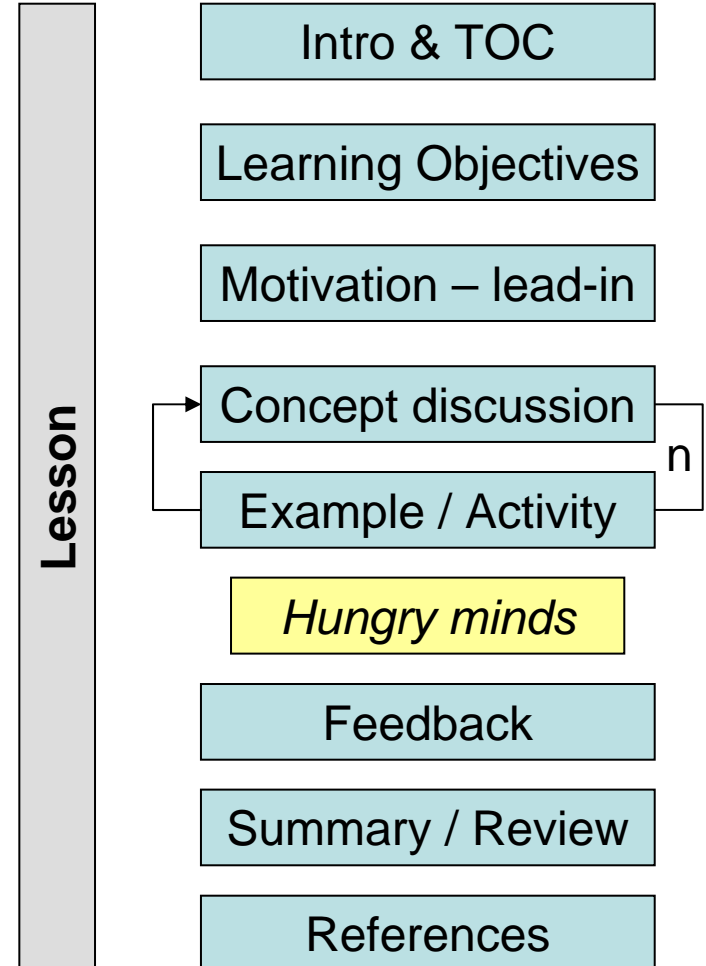 Lesson
Intro & TOC
Learning Objectives
Motivation – lead-in
Concept discussion
n
Example / Activity
Hungry minds
Feedback
Summary / Review
References